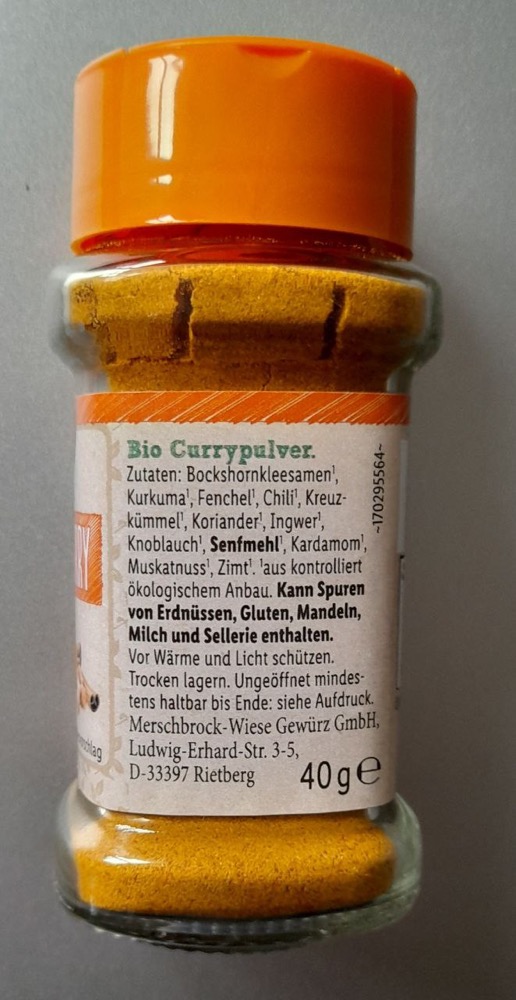 Bio Currypulver.
Zutaten: Bockshornkleesamen¹,
Kurkuma¹, Fenchel¹, Chili¹, Kreuz-
kümmel¹, Koriander¹, Ingwer¹,
Knoblauch¹, Senfmehl¹, Kardamom¹,
Muskatnuss¹, Zimt¹. ¹aus kontrolliert
ökologischem Anbau. Kann Spuren
von Erdnüssen, Gluten, Mandeln,
Milch und Sellerie enthalten.
Vor Wärme und Licht schützen.
Trocken lagern. Ungeöffnet mindes-
tens haltbar bis Ende: siehe Aufdruck.
Merschbrock-Wiese Gewürz GmbH,
Ludwig-Erhard-Str. 3-5,
D-33397 Rietberg
40 g e
~170295564~